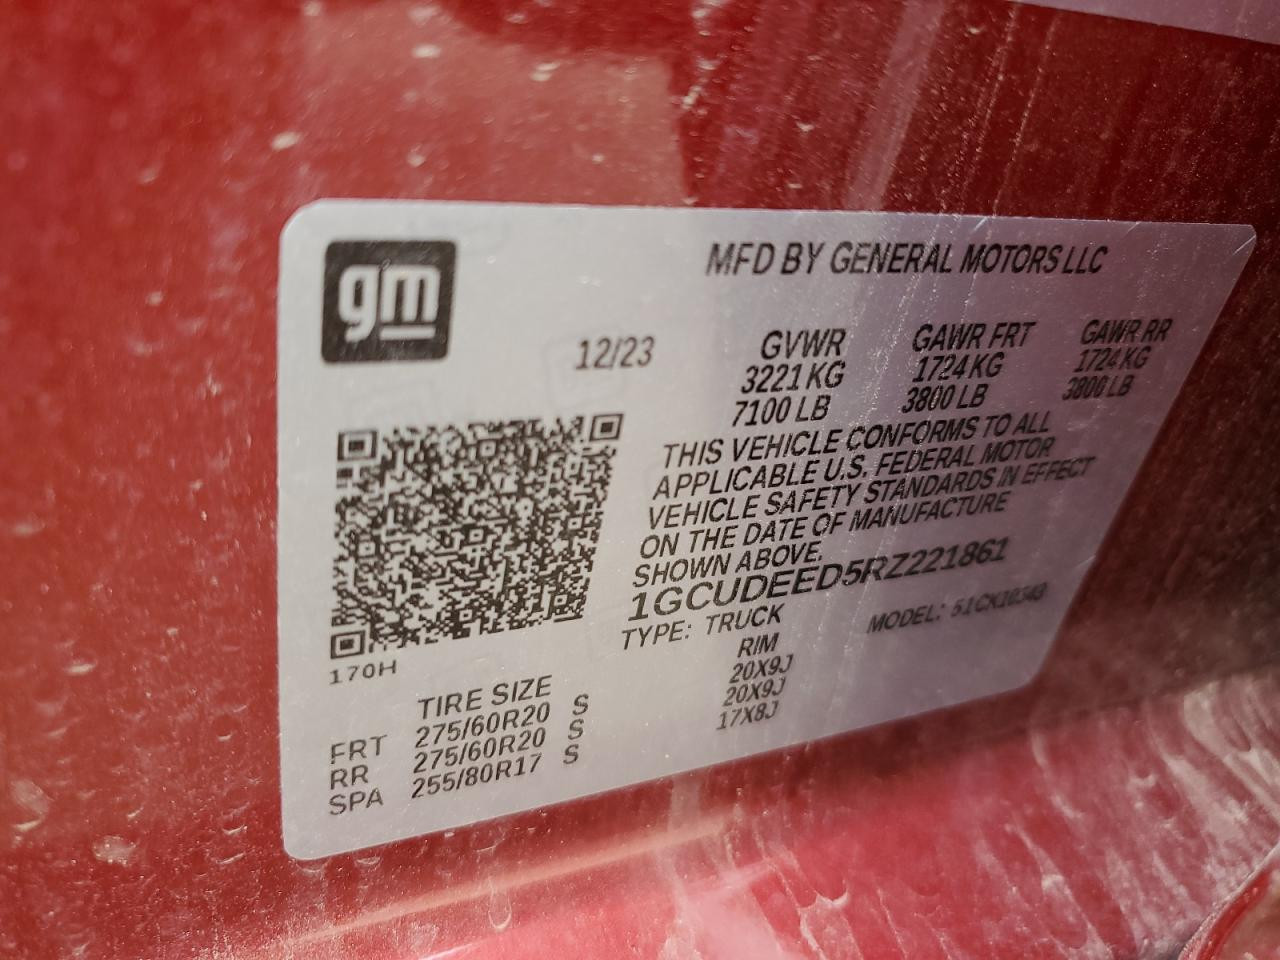 gm
MFD BY GENERAL MOTORS LLC
12/23
GVWR GAWR FRT GAWR RR
3221 KG 1724 KG 1724 KG
7100 LB 3800 LB 3800 LB
THIS VEHICLE CONFORMS TO ALL
APPLICABLE U.S. FEDERAL MOTOR
VEHICLE SAFETY STANDARDS IN EFFECT
ON THE DATE OF MANUFACTURE
SHOWN ABOVE.
1GCUDEED5RZ221861
TYPE: TRUCK MODEL:
170H
TIRE SIZE RIM
FRT 275/60R20 S 20X9J
RR 275/60R20 S 20X9J
SPA 255/80R17 S 17X8J